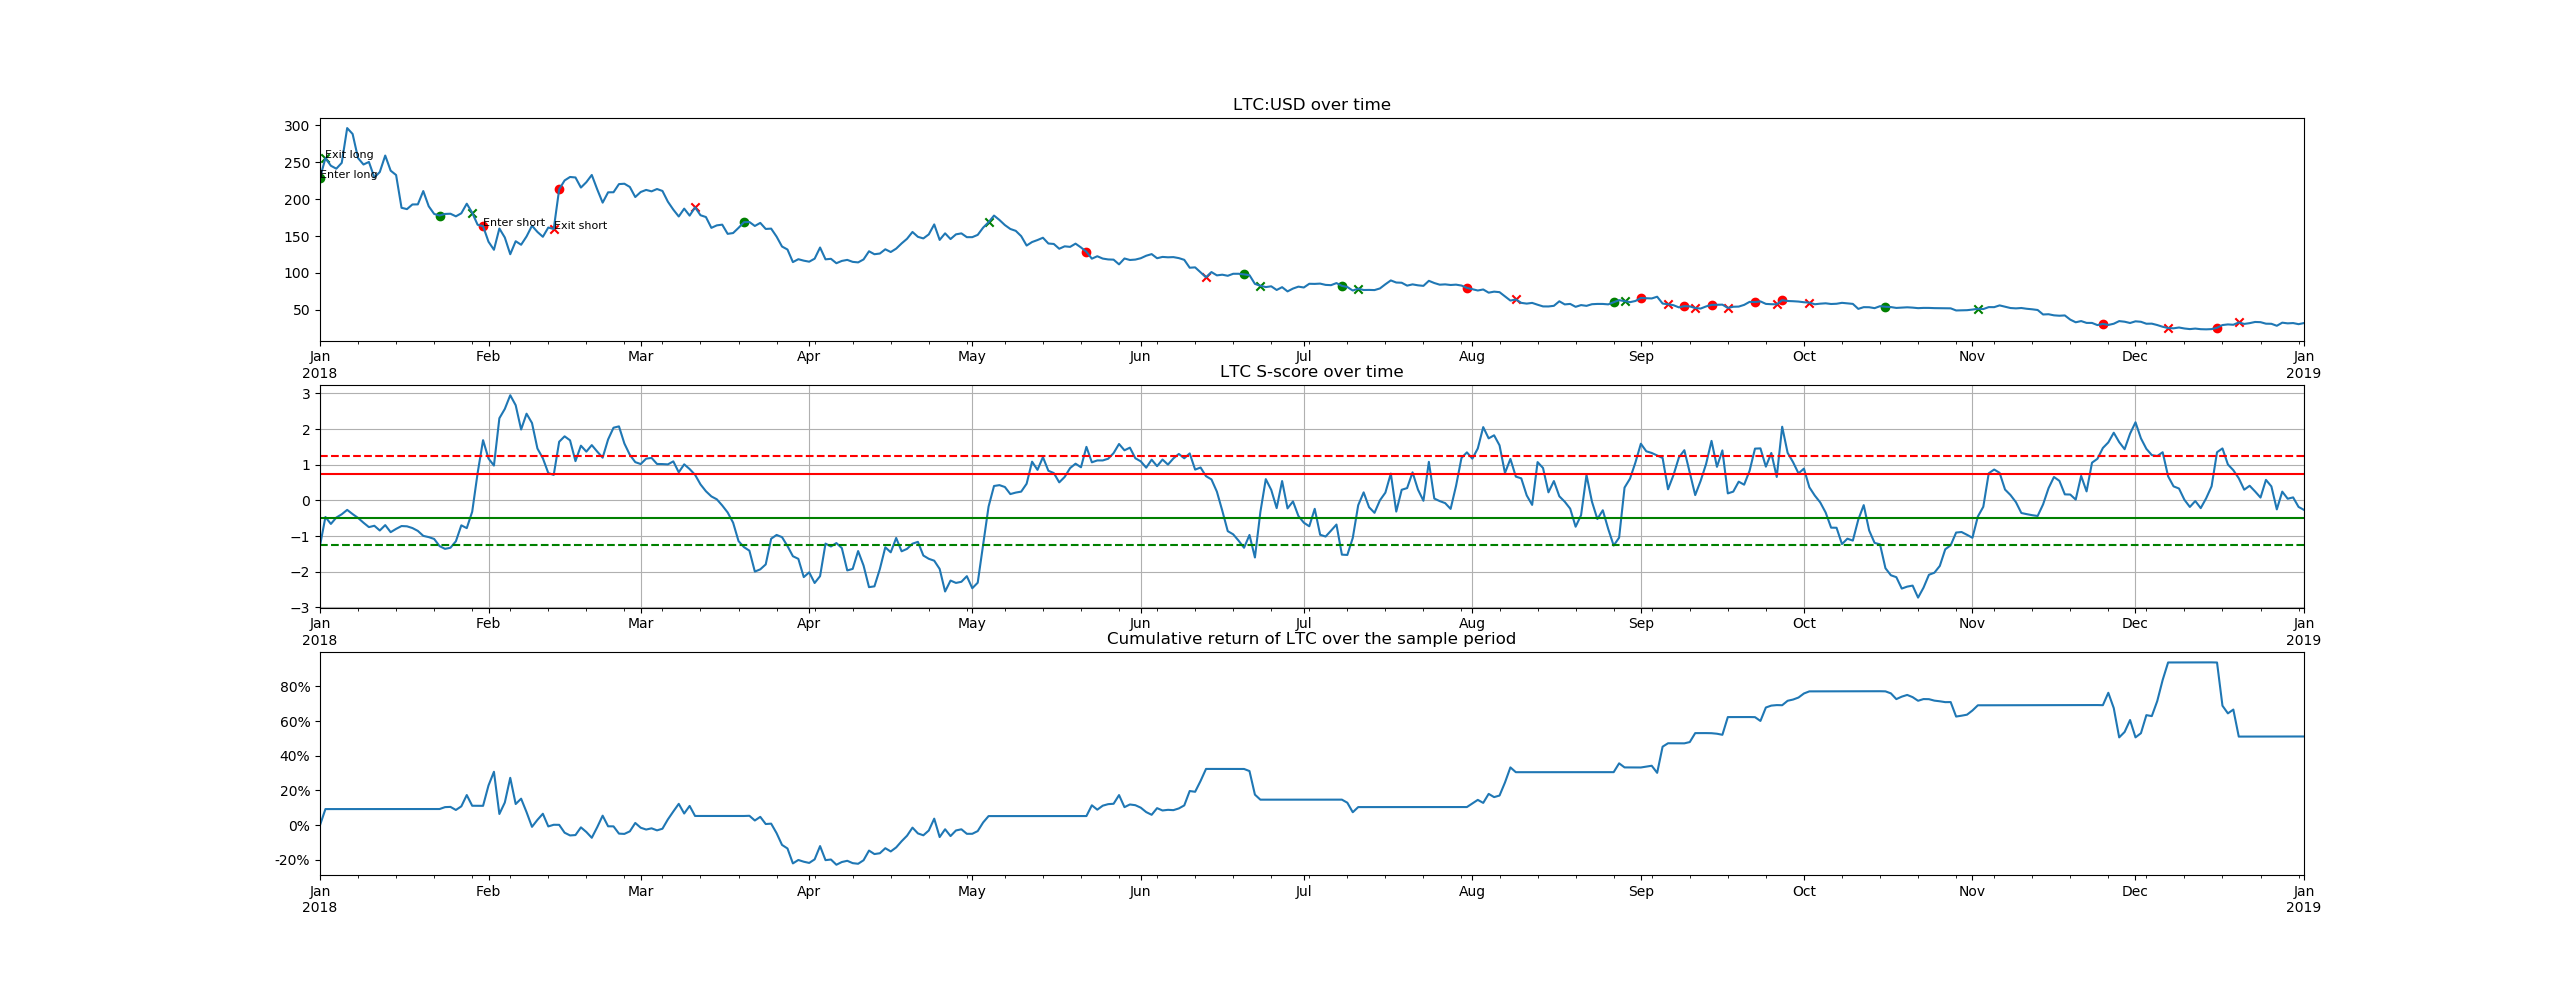 LTC:USD over time
300
250
200
150
100
50
Exit long
Enter long
Enter short
Exit short
Jan Feb Mar Apr May Jun Jul Aug Sep Oct Nov Dec Jan
2018 2019
LTC S-score over time
3
2
1
0
−1
−2
−3
Jan Feb Mar Apr May Jun Jul Aug Sep Oct Nov Dec Jan
2018 2019
Cumulative return of LTC over the sample period
80%
60%
40%
20%
0%
-20%
Jan Feb Mar Apr May Jun Jul Aug Sep Oct Nov Dec Jan
2018 2019